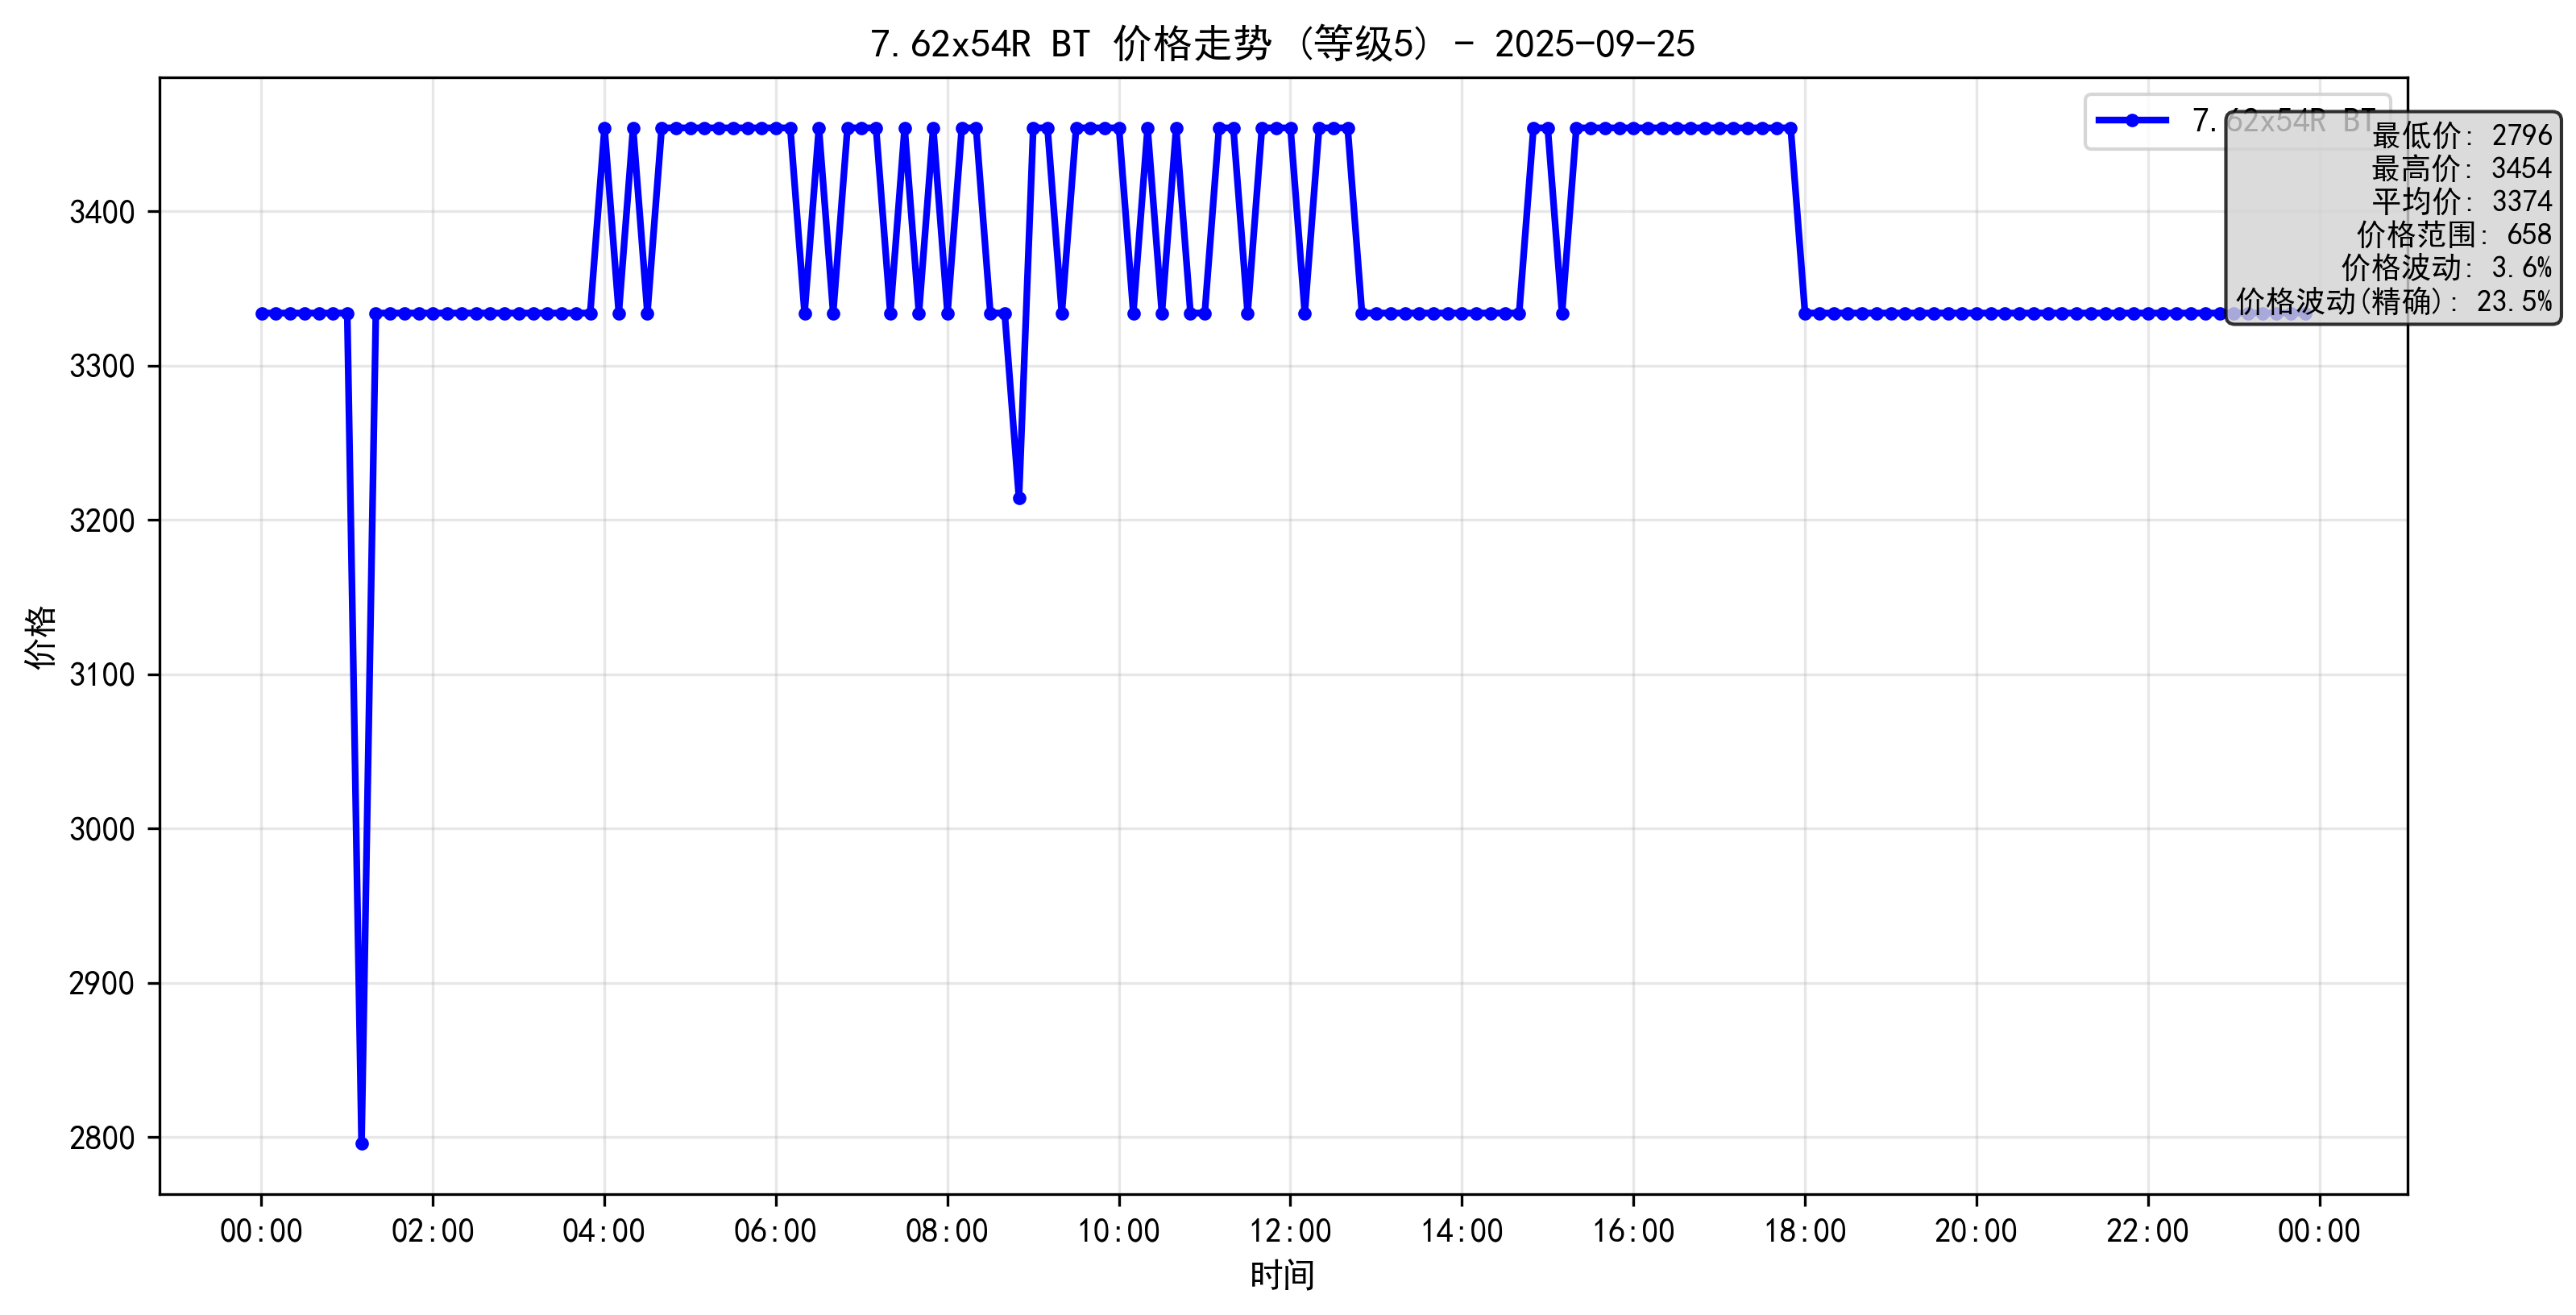 7.62x54R BT 价格走势 (等级5) - 2025-09-25
7.62x54R BT
最低价: 2796
最高价: 3454
平均价: 3374
价格范围: 658
价格波动: 3.6%
价格波动(精确): 23.5%
价格
3400
3300
3200
3100
3000
2900
2800
00:00 02:00 04:00 06:00 08:00 10:00 12:00 14:00 16:00 18:00 20:00 22:00 00:00
时间